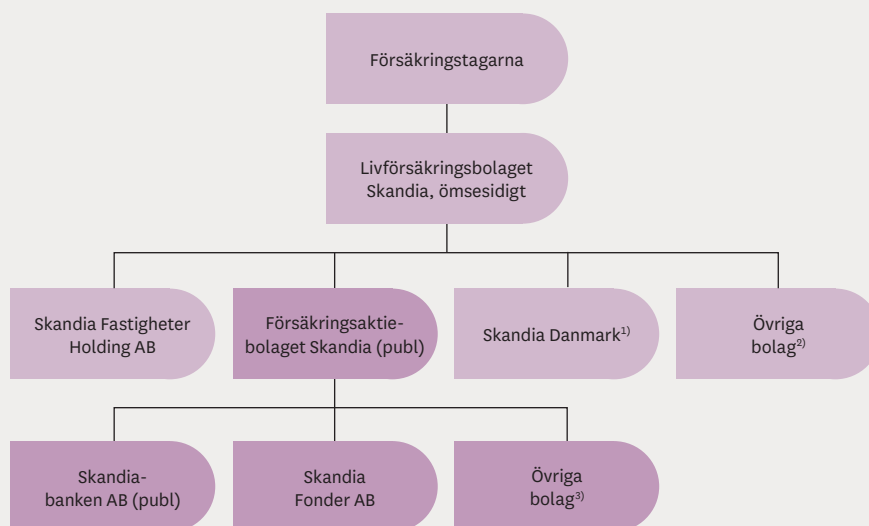 Försäkringstagarna
Livförsäkringsbolaget
Skandia, ömsesidigt
Skandia Fastigheter
Holding AB
Försäkringsaktie-
bolaget Skandia (publ)
Skandia Danmark¹⁾
Övriga
bolag²⁾
Skandia-
banken AB (publ)
Skandia
Fonder AB
Övriga
bolag³⁾